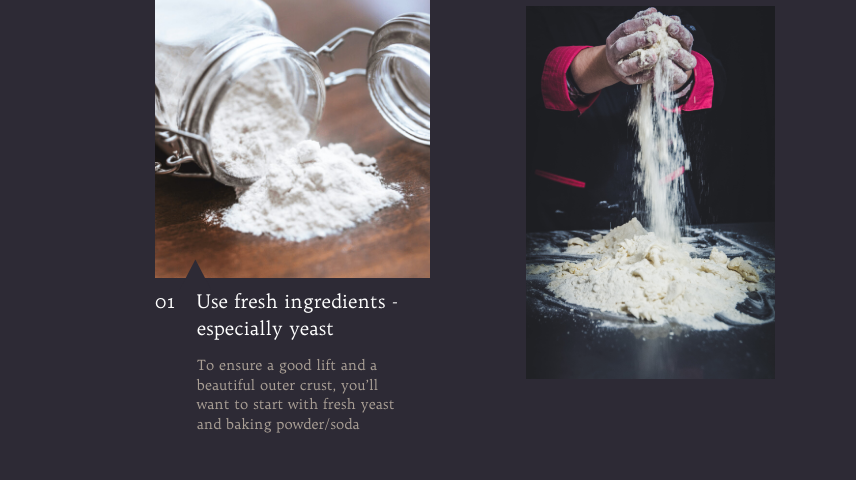 01 Use fresh ingredients -
especially yeast
To ensure a good lift and a
beautiful outer crust, you'll
want to start with fresh yeast
and baking powder/soda